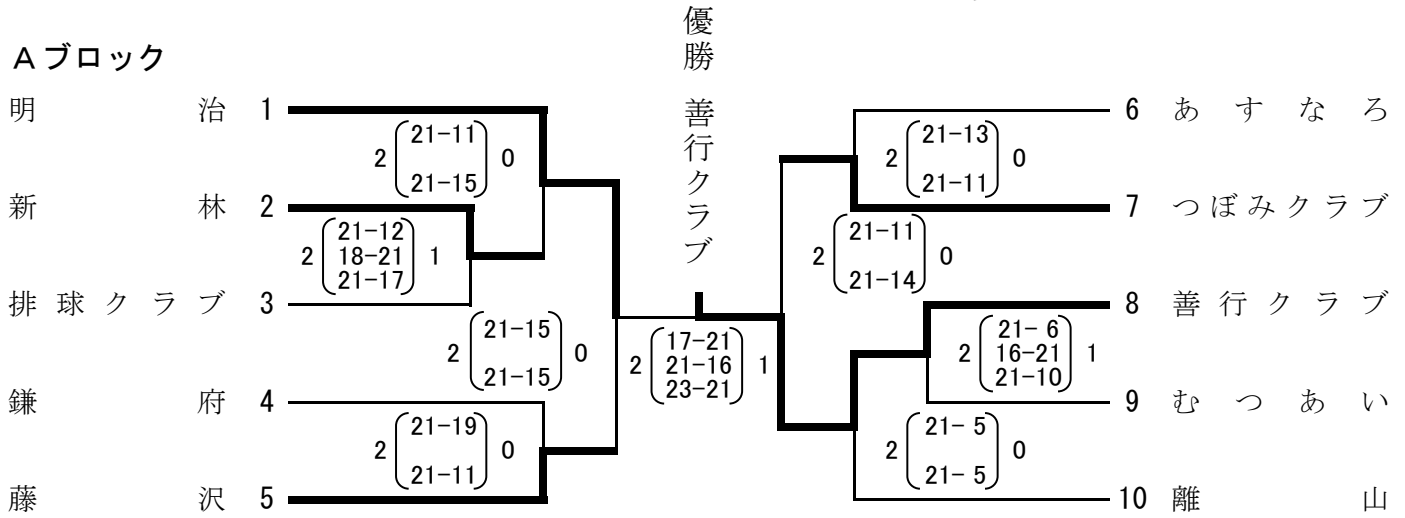 優勝 善行クラブ
Aブロック
明治 1
2 21-11 0
21-15
新林 2
2 21-12 1
18-21
21-17
排球クラブ 3
2 21-15 0
21-15
鎌府 4
2 21-19 0
21-11
藤沢 5
2 17-21 1
21-16
23-21
6 あすなろ
2 21-13 0
21-11
7 つぼみクラブ
2 21-11 0
21-14
8 善行クラブ
2 21- 6 1
16-21
21-10
9 むつあい
2 21- 5 0
21- 5
10 離山